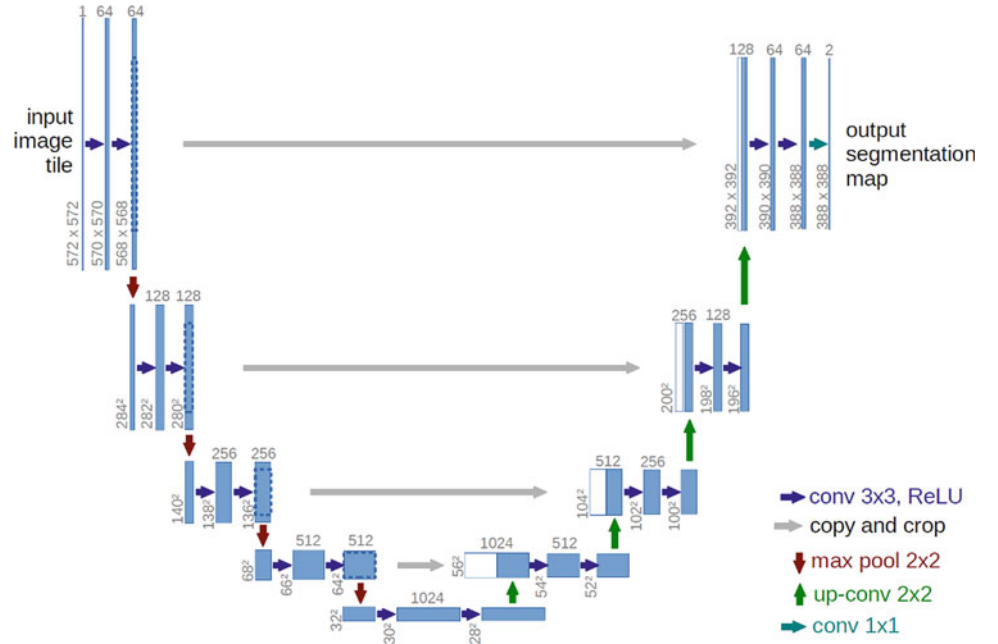 1 64 64
128 64 64 2
input
image
tile
output
segmentation
map
572 x 572
570 x 570
568 x 568
392 x 392
390 x 390
388 x 388
388 x 388
128 128
256 128
284²
282²
280²
200²
198²
196²
256 256
512 256
140²
138²
136²
104²
102²
100²
conv 3x3, ReLU
copy and crop
max pool 2x2
up-conv 2x2
conv 1x1
512 512
1024 512
68²
66²
64²
56²
54²
52²
1024
32²
30²
28²